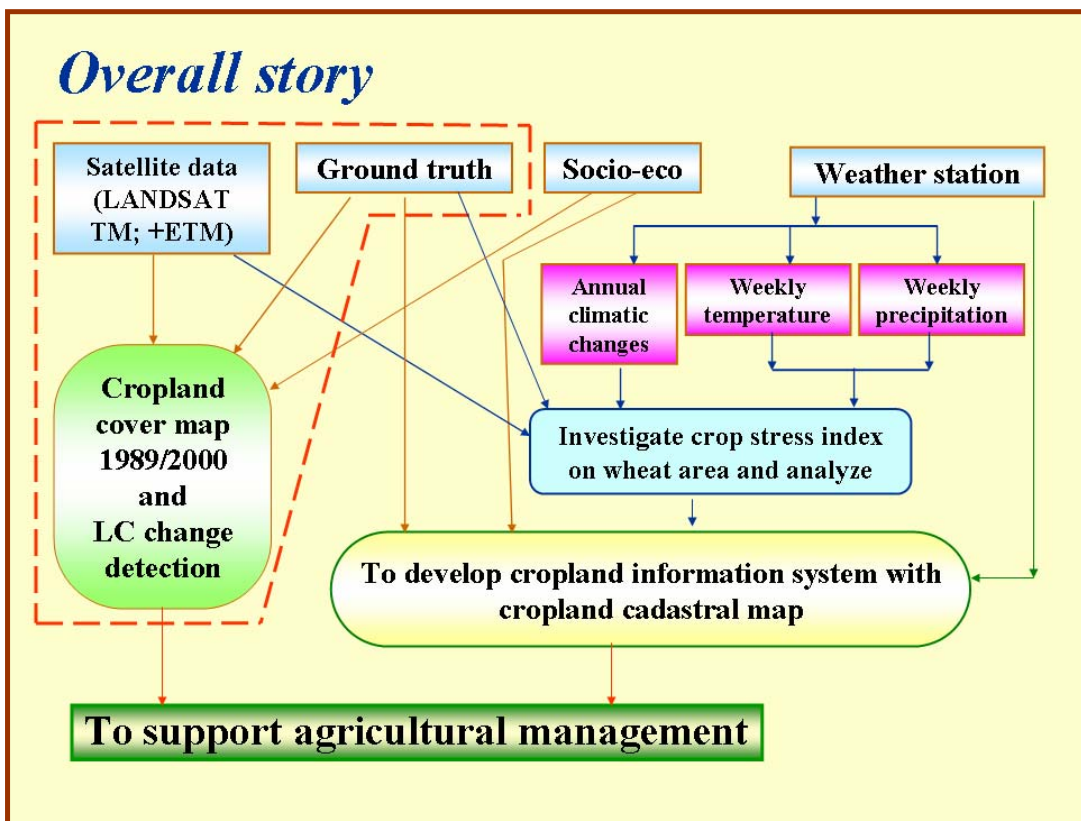 Overall story
Satellite data
(LANDSAT
TM; +ETM)
Ground truth
Socio-eco
Weather station
Annual
climatic
changes
Weekly
temperature
Weekly
precipitation
Cropland
cover map
1989/2000
and
LC change
detection
Investigate crop stress index
on wheat area and analyze
To develop cropland information system with
cropland cadastral map
To support agricultural management